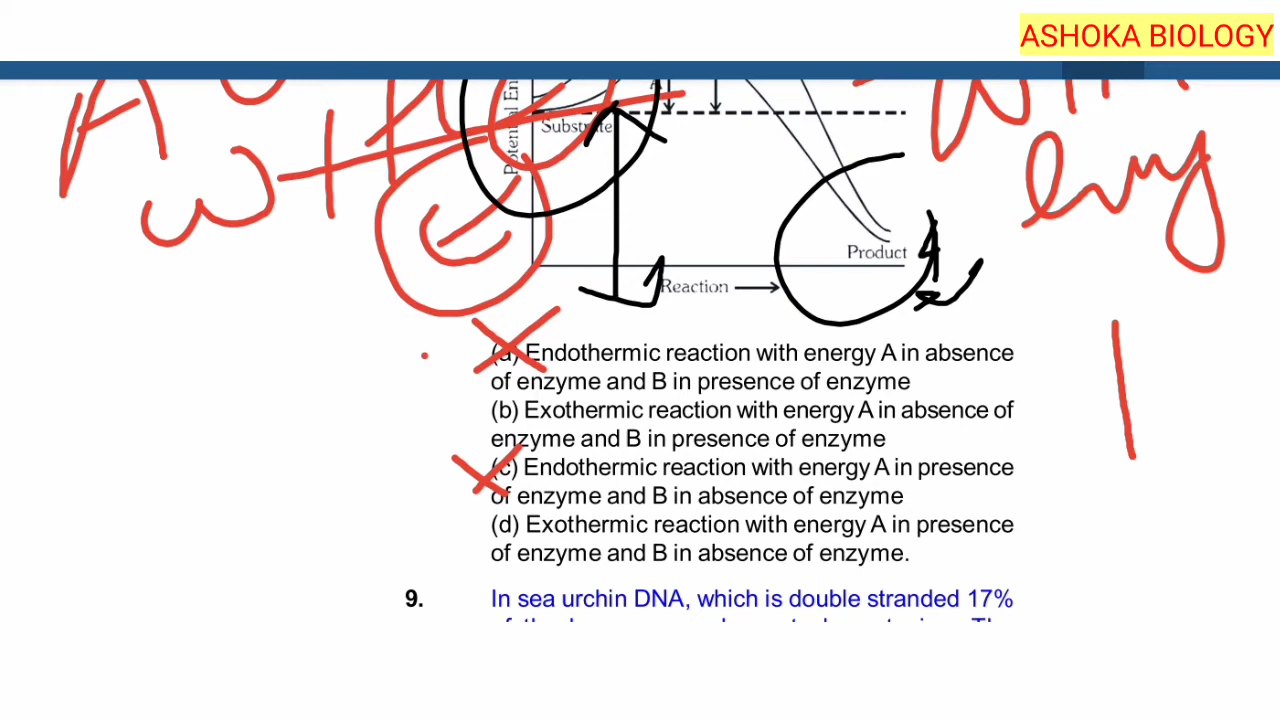 ASHOKA BIOLOGY
Potential En
Substrate
Product
Reaction
(a) Endothermic reaction with energy A in absence
of enzyme and B in presence of enzyme
(b) Exothermic reaction with energy A in absence of
enzyme and B in presence of enzyme
(c) Endothermic reaction with energy A in presence
of enzyme and B in absence of enzyme
(d) Exothermic reaction with energy A in presence
of enzyme and B in absence of enzyme.
9. In sea urchin DNA, which is double stranded 17%